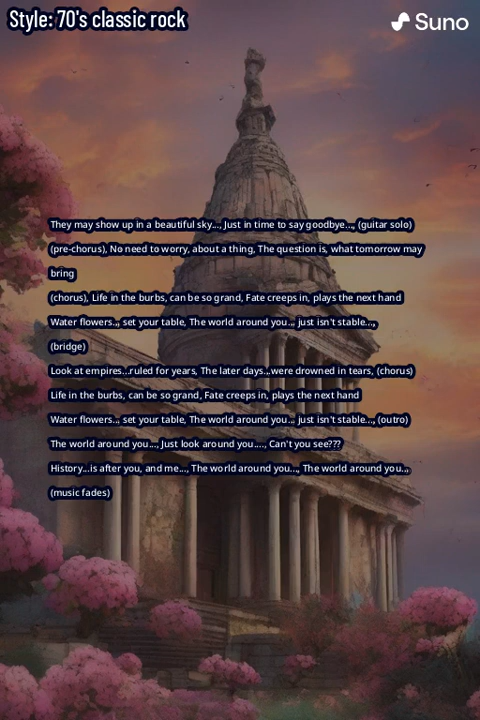 Style: 70's classic rock
Suno
They may show up in a beautiful sky..., Just in time to say goodbye..., (guitar solo)
(pre-chorus), No need to worry, about a thing, The question is, what tomorrow may
bring
(chorus), Life in the burbs, can be so grand, Fate creeps in, plays the next hand
Water flowers.., set your table, The world around you... just isn't stable...,
(bridge)
Look at empires...ruled for years, The later days...were drowned in tears, (chorus)
Life in the burbs, can be so grand, Fate creeps in, plays the next hand
Water flowers... set your table, The world around you... just isn't stable..., (outro)
The world around you..., Just look around you...., Can't you see???
History...is after you, and me..., The world around you..., The world around you..,
(music fades)